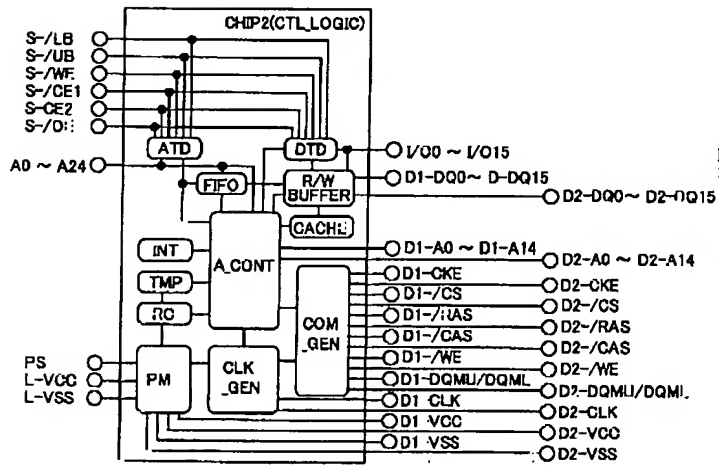 CHIP2(CTL_LOGIC)
S-/LB
S-/UB
S-/WE
S-/CE1
S-CE2
S-/OE
A0 ~ A24
ATD
DTD
I/O0 ~ I/O15
FIFO
R/W
BUFFER
D1-DQ0~ D-DQ15
D2-DQ0~ D2-DQ15
CACHE
INT
A_CONT
D1-A0 ~ D1-A14
D2-A0 ~ D2-A14
TMP
RC
COM
_GEN
D1-CKE
D2-CKE
D1-/CS
D2-/CS
D1-/RAS
D2-/RAS
D1-/CAS
D2-/CAS
D1-/WE
D2-/WE
D1-DQMU/DQML
D2-DQMU/DQML
PS
L-VCC
L-VSS
PM
CLK
_GEN
D1-CLK
D2-CLK
D1-VCC
D2-VCC
D1-VSS
D2-VSS